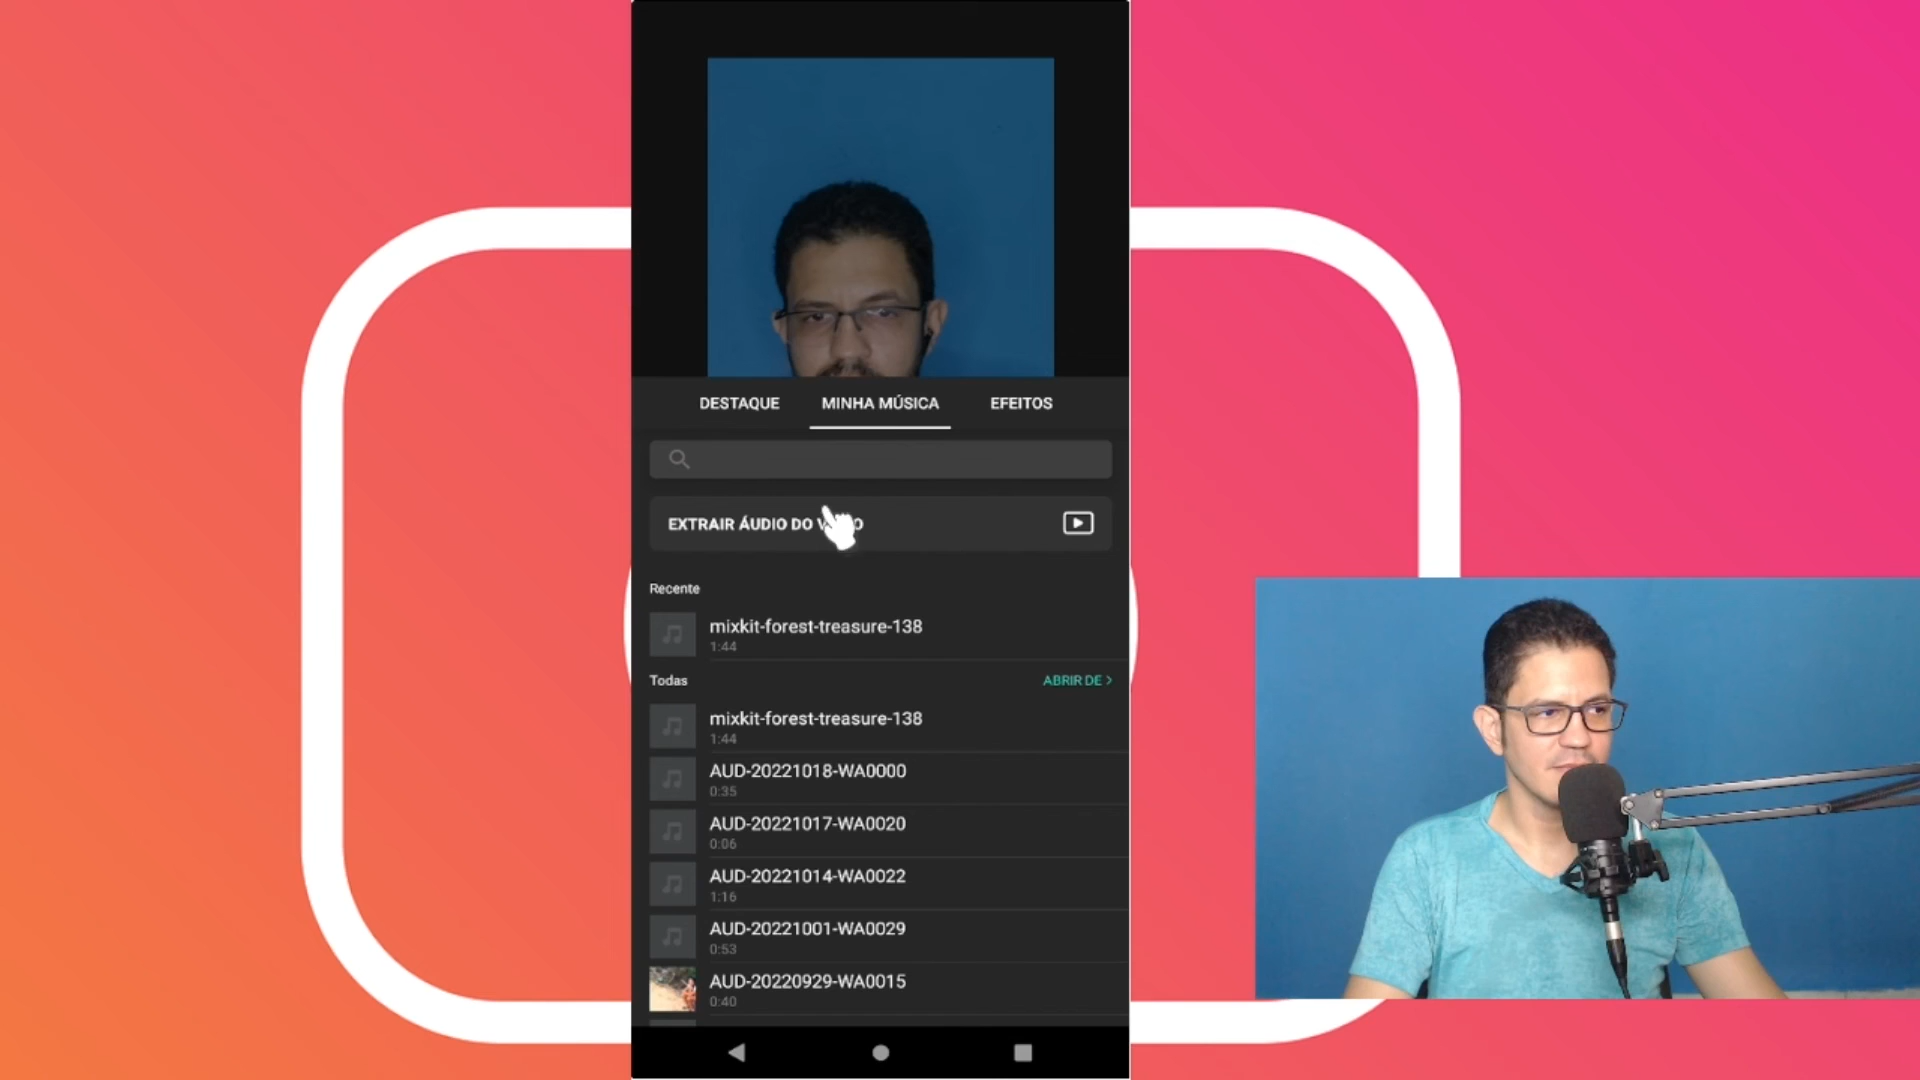 DESTAQUE MINHA MÚSICA EFEITOS
EXTRAIR ÁUDIO DO
Recente
mixkit-forest-treasure-138
1:44
Todas ABRIR DE >
mixkit-forest-treasure-138
1:44
AUD-20221018-WA0000
0:35
AUD-20221017-WA0020
0:06
AUD-20221014-WA0022
1:16
AUD-20221001-WA0029
0:53
AUD-20220929-WA0015
0:40